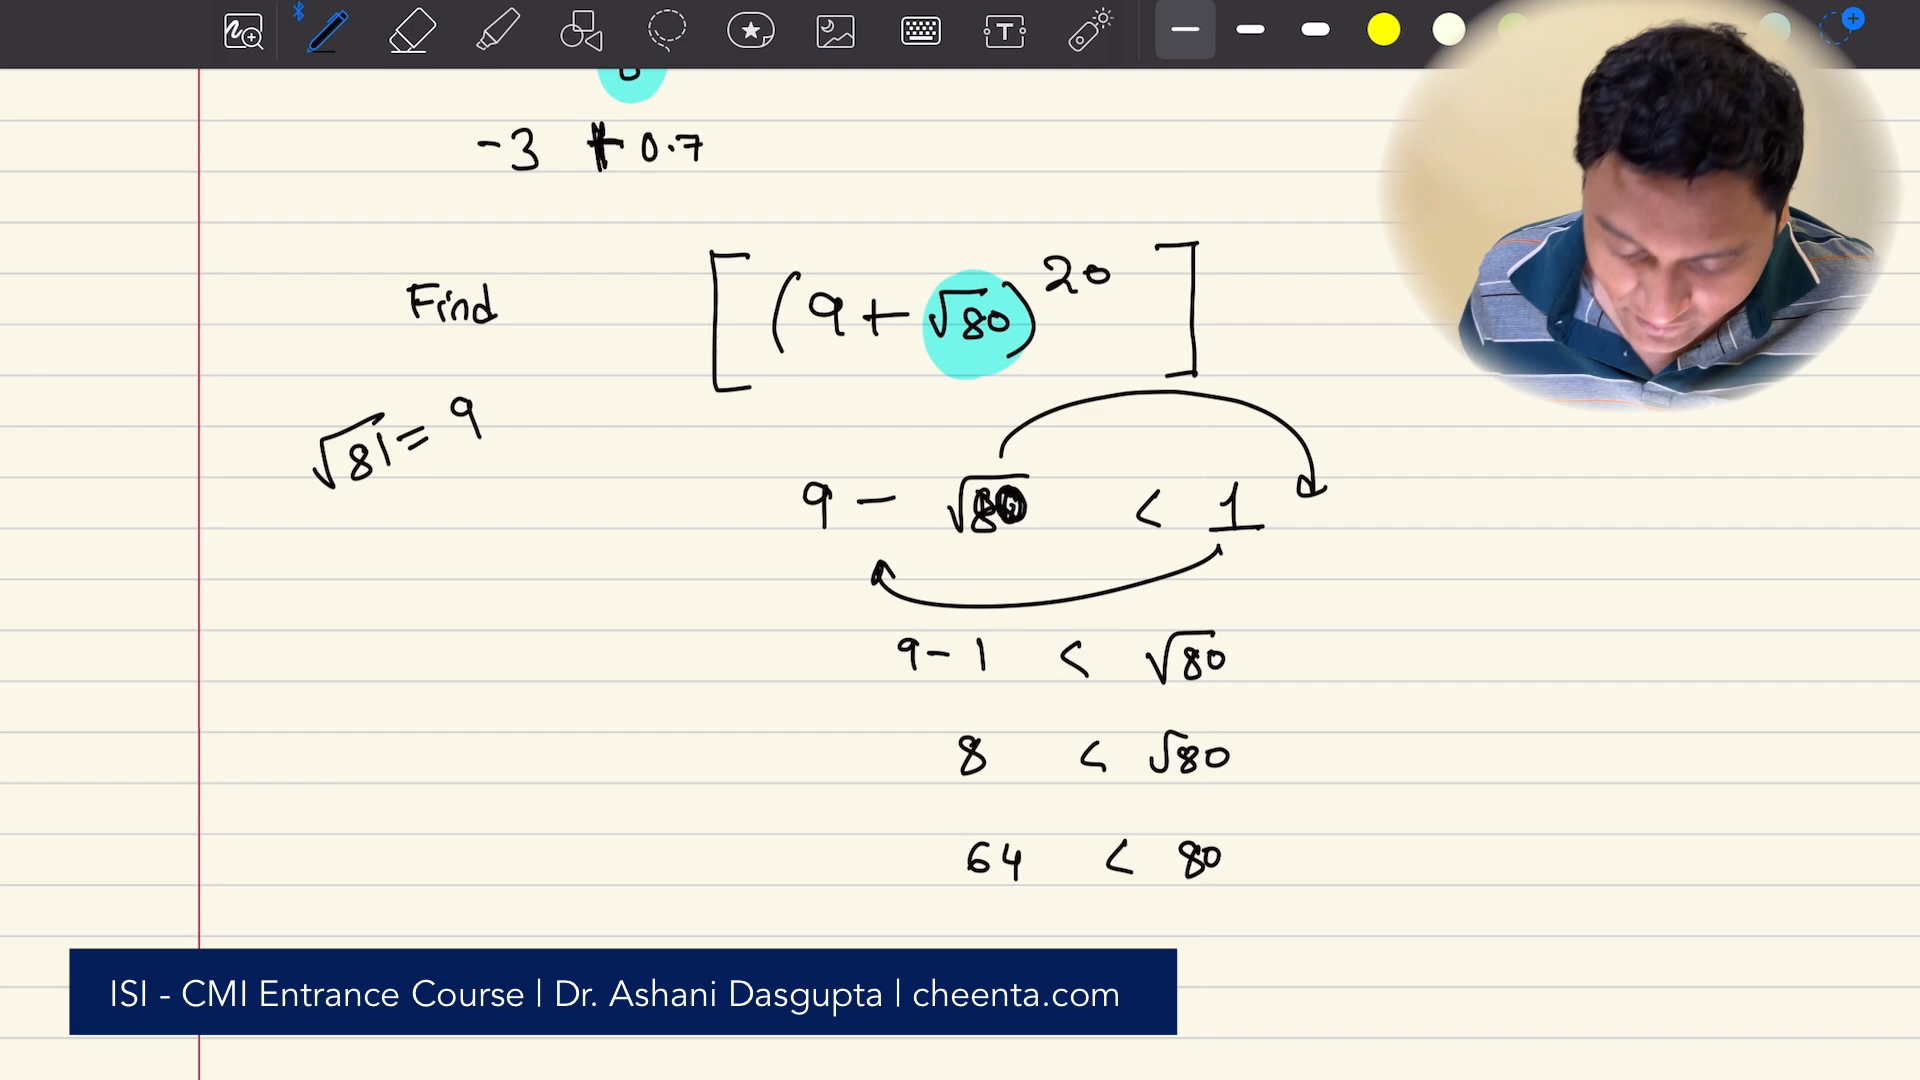 -3 + 0.7
Find [(9+√80)^20]
√81 = 9
9 - √80 < 1
9-1 < √80
8 < √80
64 < 80
ISI - CMI Entrance Course | Dr. Ashani Dasgupta | cheenta.com